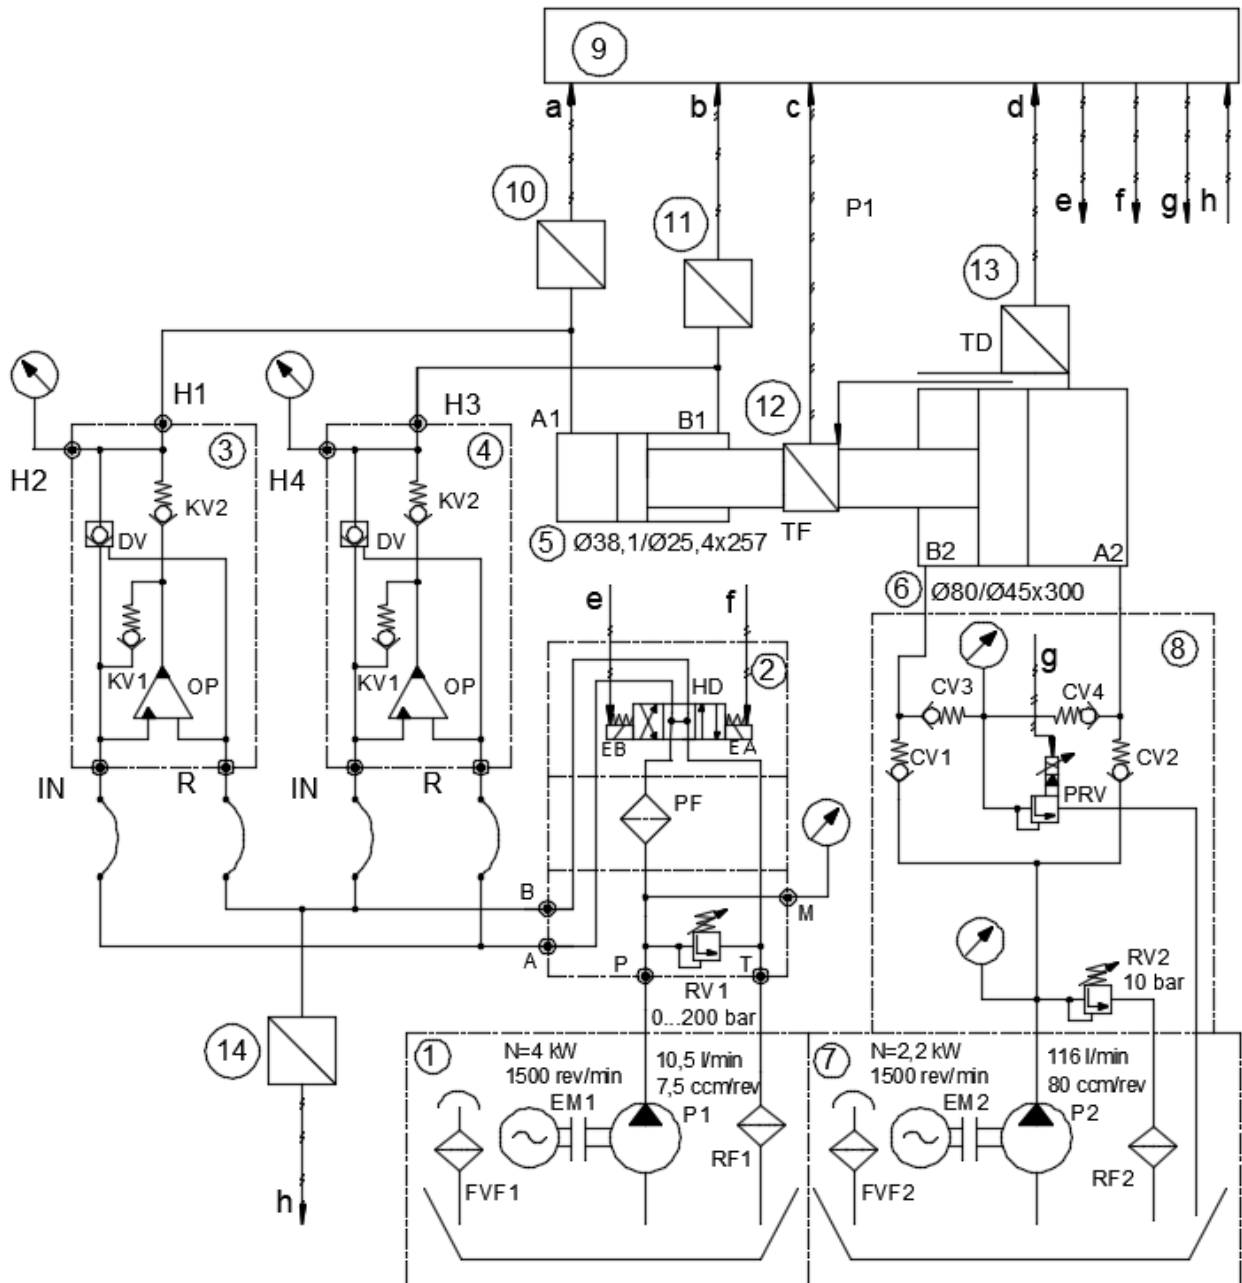 9
a
b
c
d
e
f
g
h
10
11
P1
13
TD
12
H1
H3
A1
B1
3
4
H2
H4
KV2
KV2
DV
DV
TF
5
Ø38,1/Ø25,4x257
B2
A2
6
Ø80/Ø45x300
e
f
g
8
2
KV1
OP
KV1
OP
HD
EB
EA
CV3
CV4
CV1
CV2
PRV
IN
R
IN
R
PF
B
M
A
P
T
RV1
0...200 bar
RV2
10 bar
14
1
N=4 kW
1500 rev/min
EM1
10,5 l/min
7,5 ccm/rev
P1
RF1
FVF1
7
N=2,2 kW
1500 rev/min
EM2
116 l/min
80 ccm/rev
P2
RF2
FVF2
h